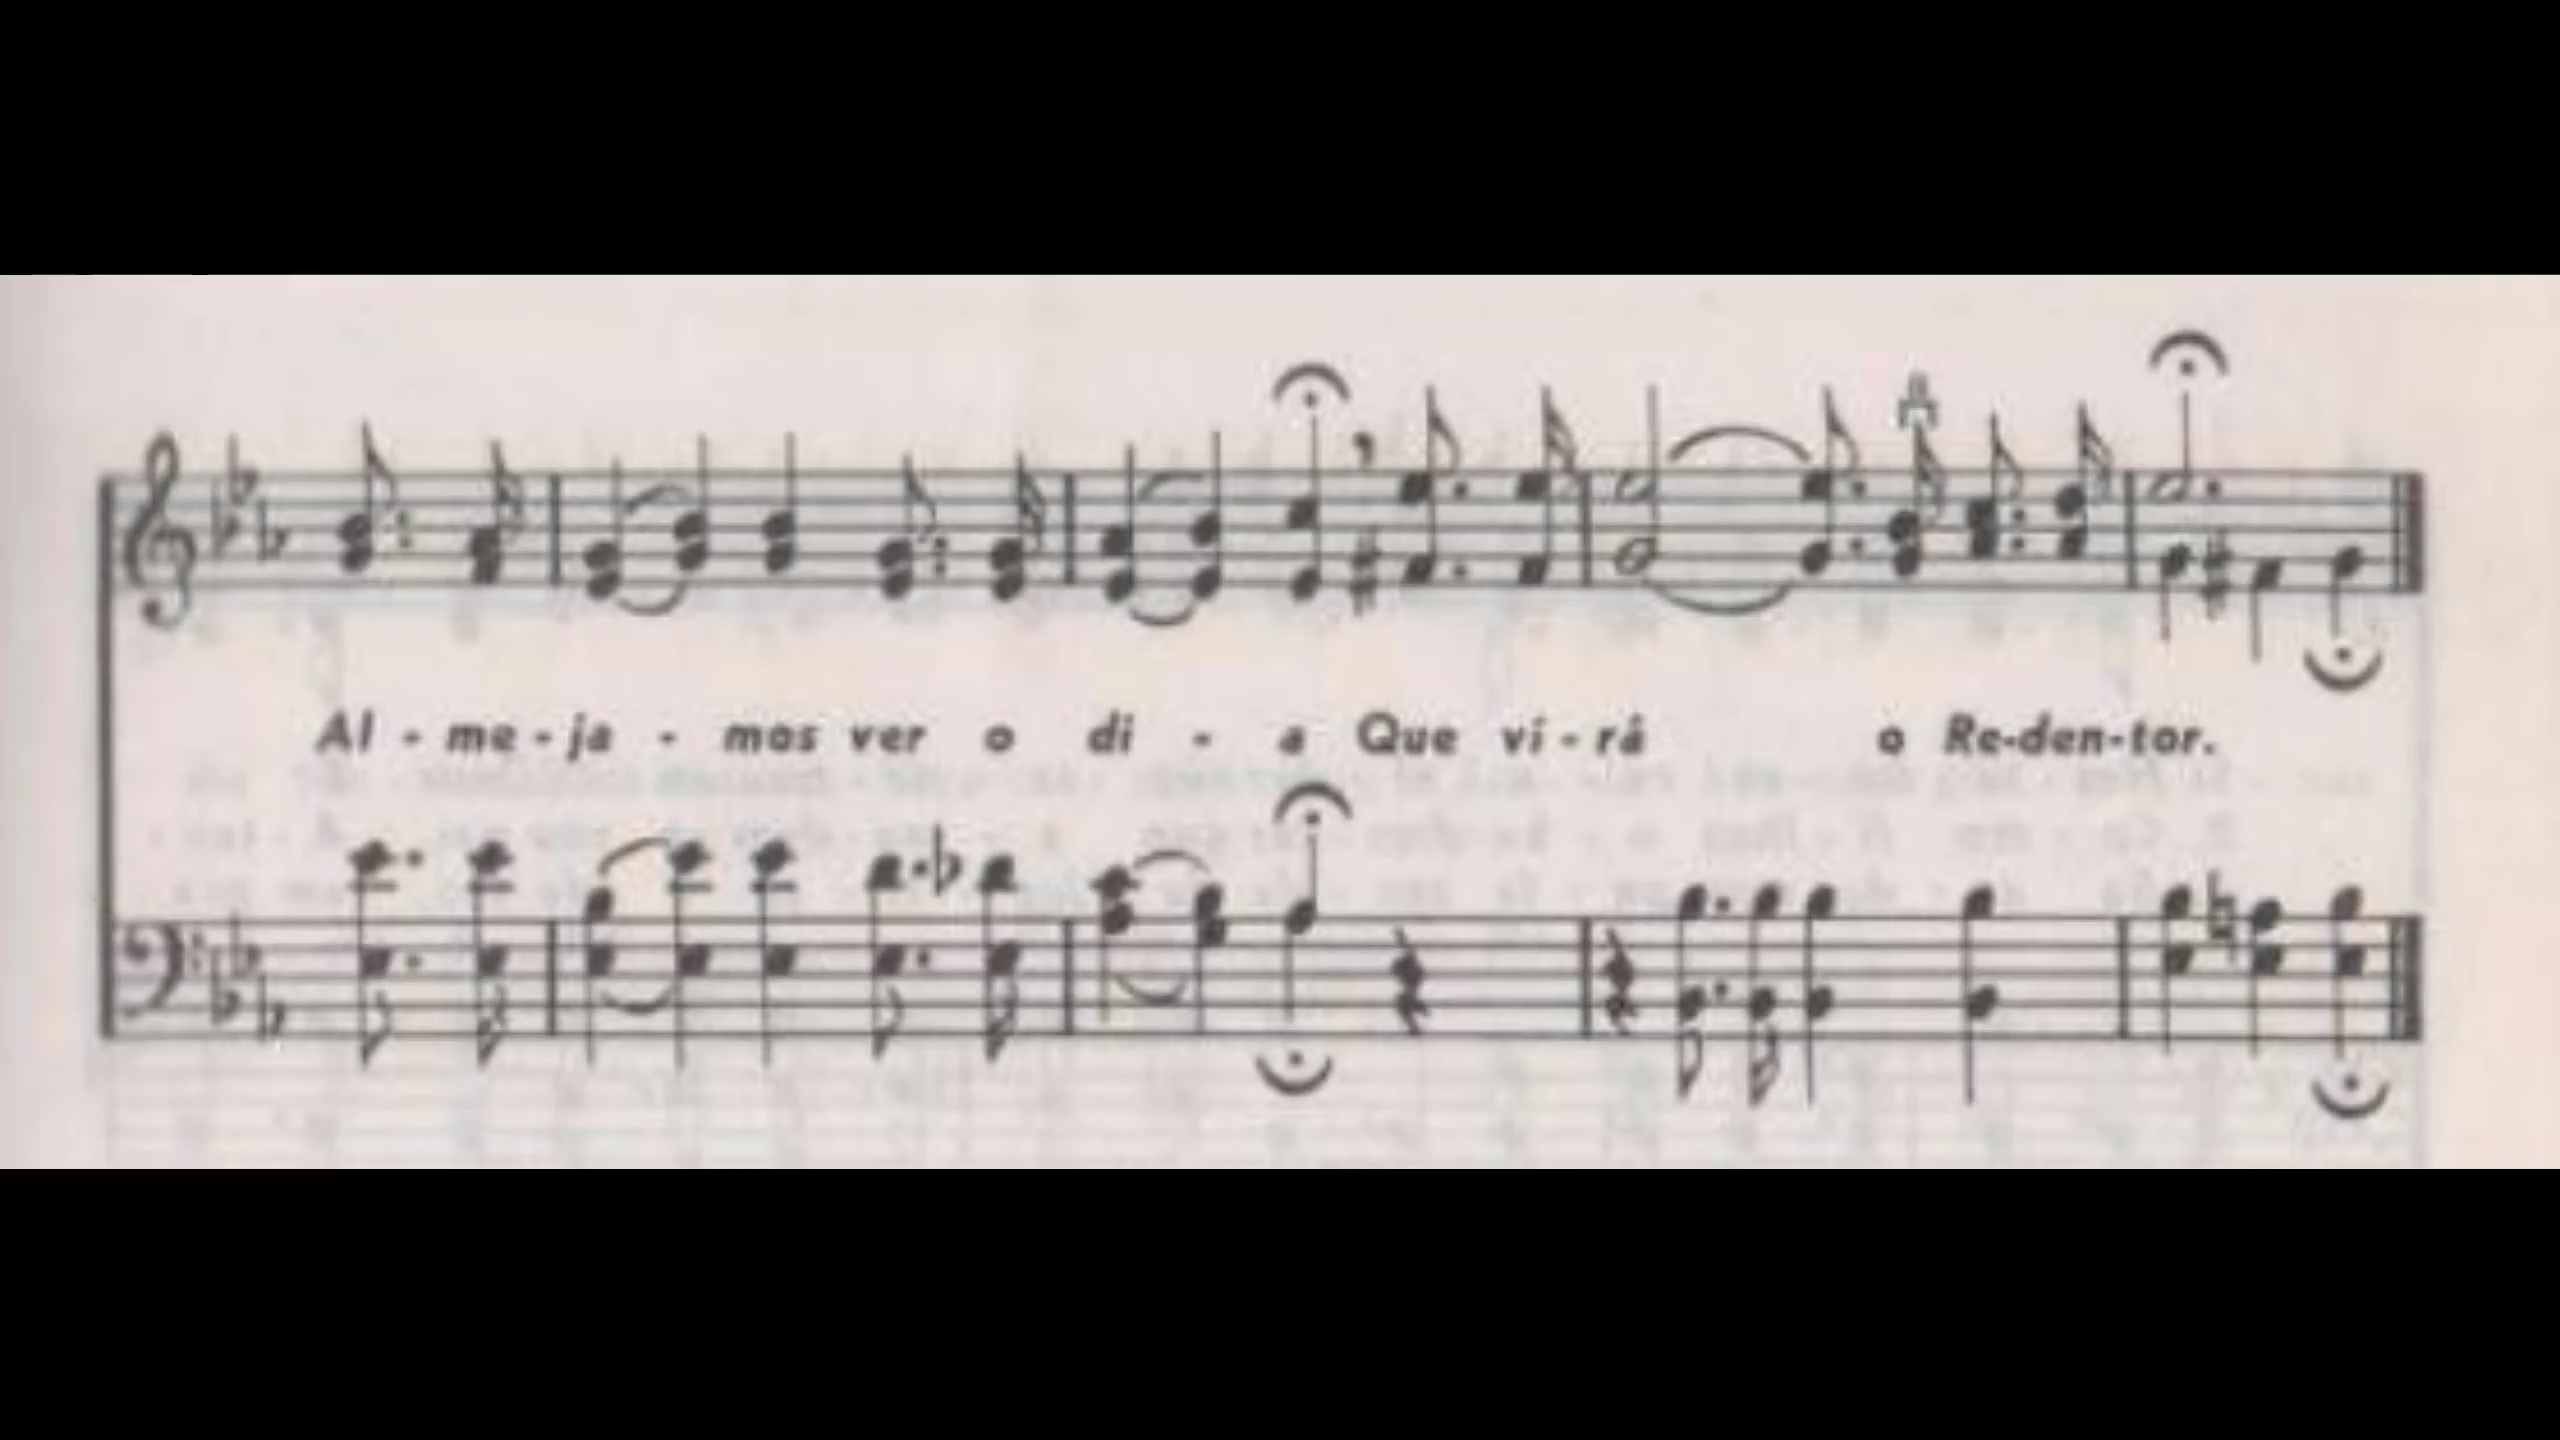 Al - me - ja - mos ver o di - a Que vi - rá o Re-den-tor.